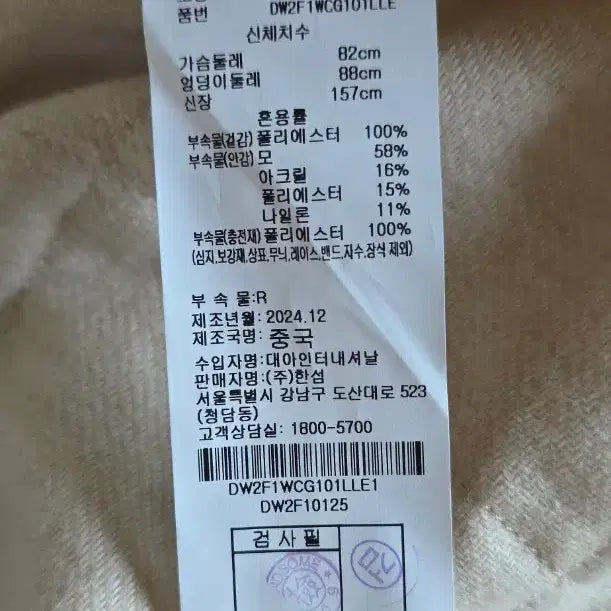 품번 DW2F1WCG101LLE
신체치수
가슴둘레 82cm
엉덩이둘레 88cm
신장 157cm
혼용률
부속물(겉감) 폴리에스터 100%
부속물(안감) 모 58%
아크릴 16%
폴리에스터 15%
나일론 11%
부속물(충전재) 폴리에스터 100%
(심지,보강재,상표,무늬,레이스,밴드,자수,장식 제외)
부 속 물:R
제조년월: 2024.12
제조국명: 중국
수입자명:대아인터내셔날
판매자명:(주)한섬
서울특별시 강남구 도산대로 523
(청담동)
고객상담실: 1800-5700
DW2F1WCG101LLE1
DW2F10125
검 사 필